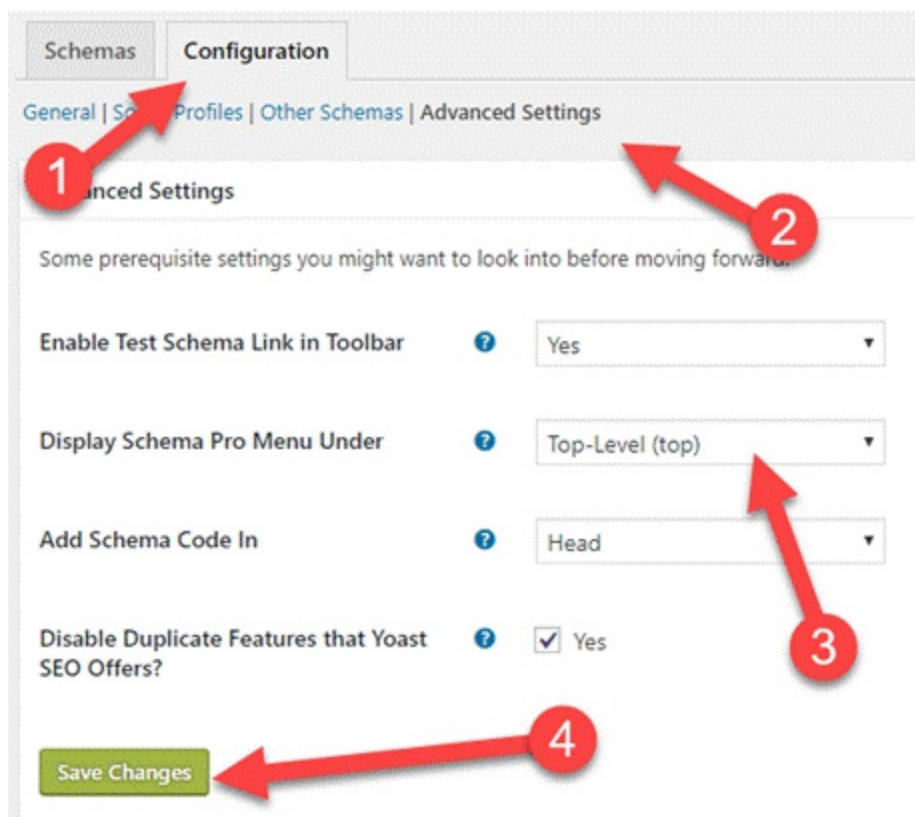 Schemas Configuration
General | So Profiles | Other Schemas | Advanced Settings
1
anced Settings
2
Some prerequisite settings you might want to look into before moving forward.
Enable Test Schema Link in Toolbar ? Yes
Display Schema Pro Menu Under ? Top-Level (top)
Add Schema Code In ? Head
Disable Duplicate Features that Yoast ? Yes
SEO Offers?
3
4
Save Changes